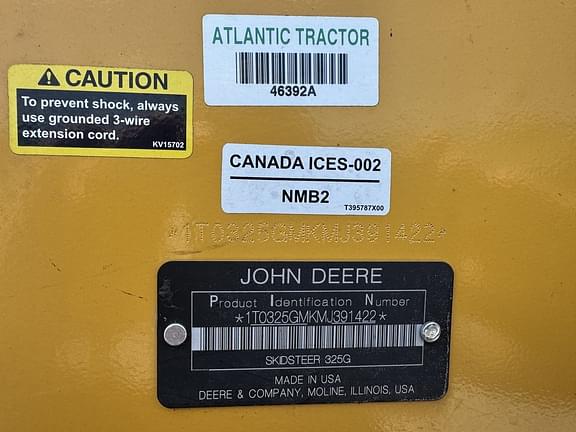 ATLANTIC TRACTOR
46392A
CAUTION
To prevent shock, always
use grounded 3-wire
extension cord.
KV15702
CANADA ICES-002
NMB2
T395787X00
*1T0325GMKMJ391422*
JOHN DEERE
Product Identification Number
*1T0325GMKMJ391422*
SKIDSTEER 325G
MADE IN USA
DEERE & COMPANY, MOLINE, ILLINOIS, USA